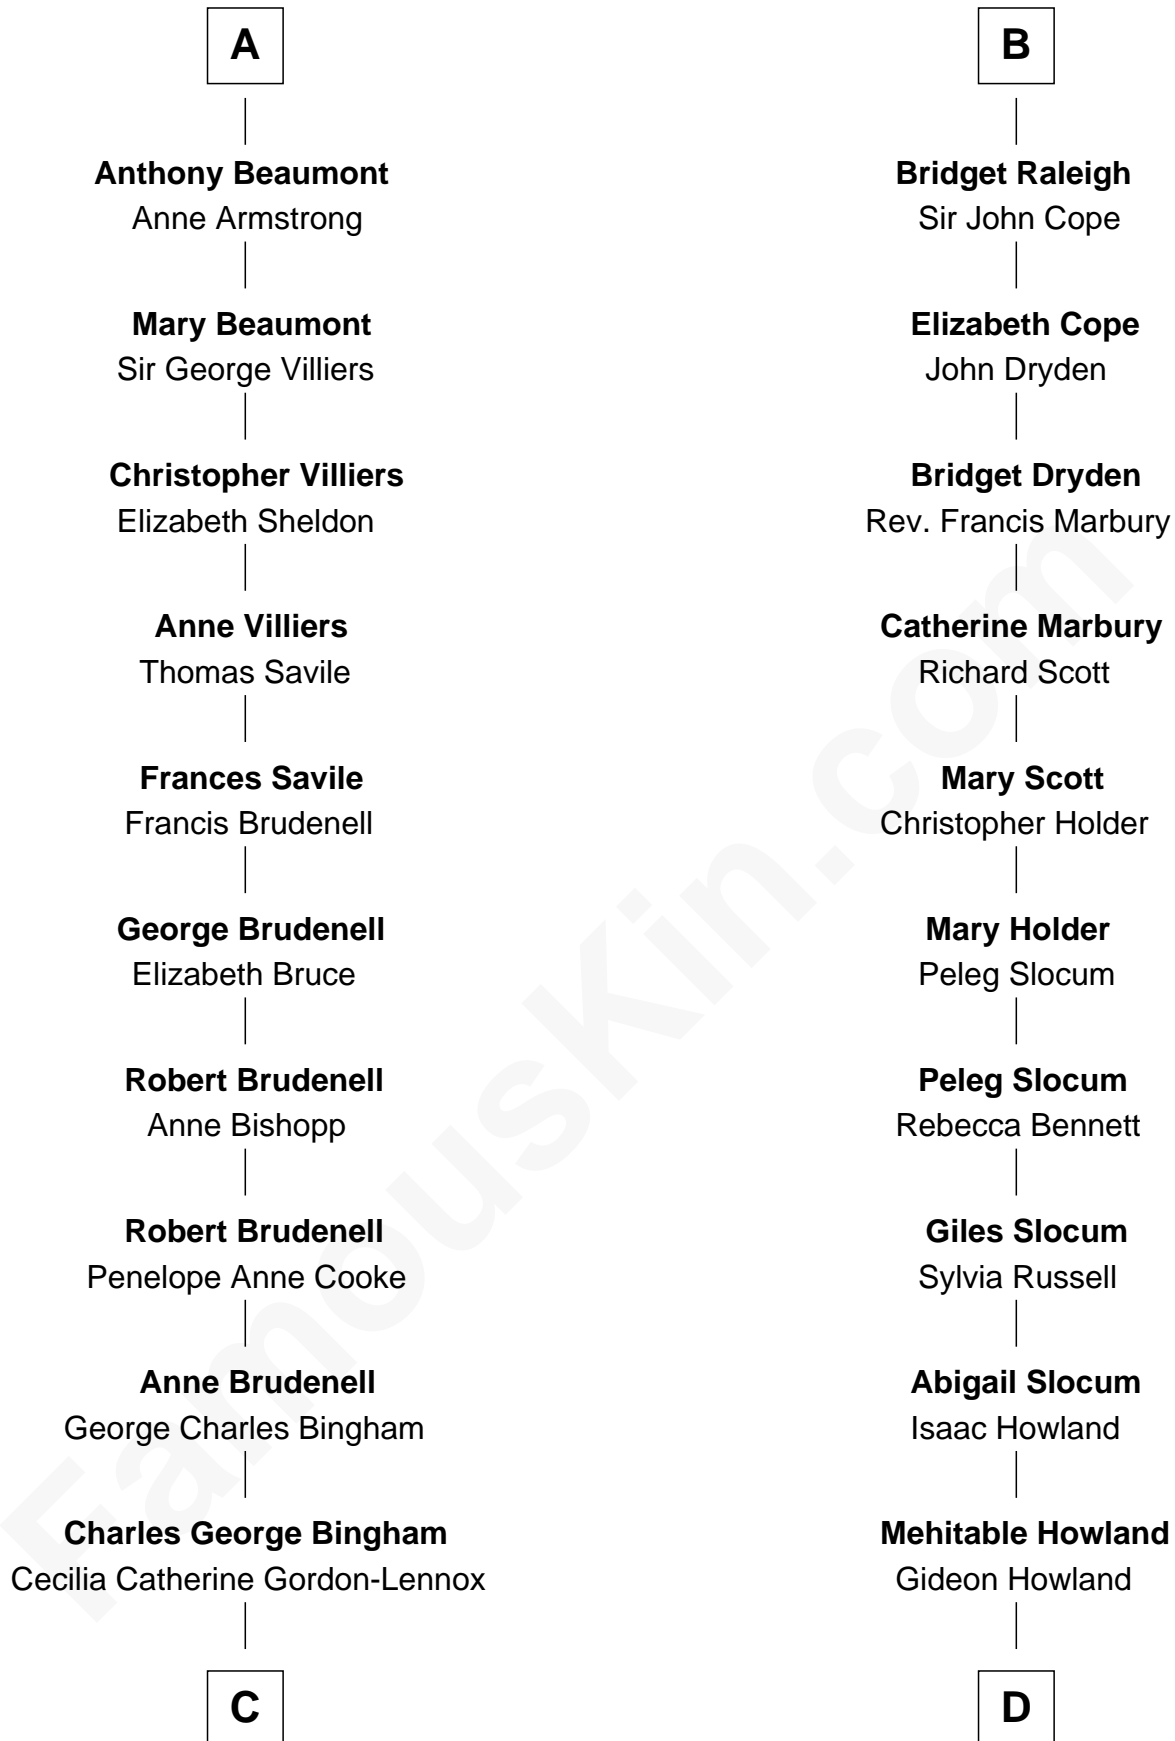 A
Anthony Beaumont
Anne Armstrong
Mary Beaumont
Sir George Villiers
Christopher Villiers
Elizabeth Sheldon
Anne Villiers
Thomas Savile
Frances Savile
Francis Brudenell
George Brudenell
Elizabeth Bruce
Robert Brudenell
Anne Bishopp
Robert Brudenell
Penelope Anne Cooke
Anne Brudenell
George Charles Bingham
Charles George Bingham
Cecilia Catherine Gordon-Lennox
C
B
Bridget Raleigh
Sir John Cope
Elizabeth Cope
John Dryden
Bridget Dryden
Rev. Francis Marbury
Catherine Marbury
Richard Scott
Mary Scott
Christopher Holder
Mary Holder
Peleg Slocum
Peleg Slocum
Rebecca Bennett
Giles Slocum
Sylvia Russell
Abigail Slocum
Isaac Howland
Mehitable Howland
Gideon Howland
D
FamousKin.com